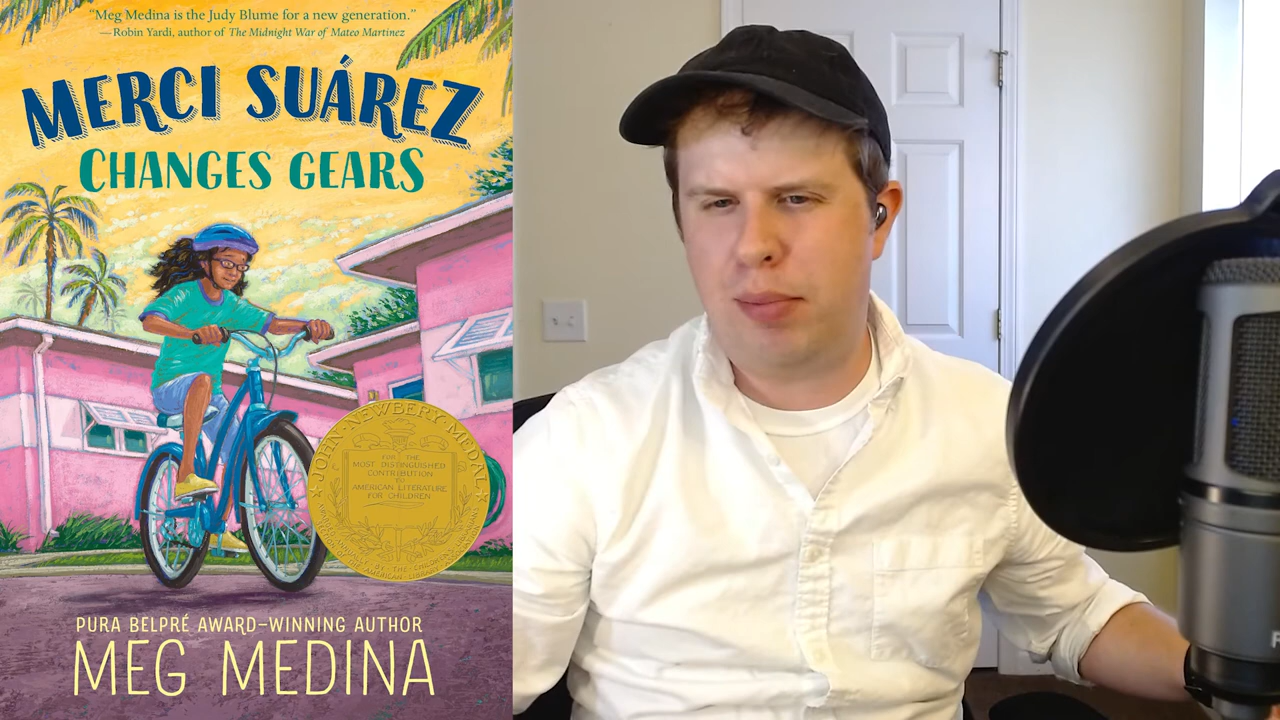 "Meg Medina is the Judy Blume for a new generation."
—Robin Yardi, author of The Midnight War of Mateo Martinez
MERCI SUÁREZ
CHANGES GEARS
JOHN · NEWBERY · MEDAL
FOR THE
MOST DISTINGUISHED
CONTRIBUTION
TO
AMERICAN LITERATURE
FOR CHILDREN
PURA BELPRÉ AWARD–WINNING AUTHOR
MEG MEDINA